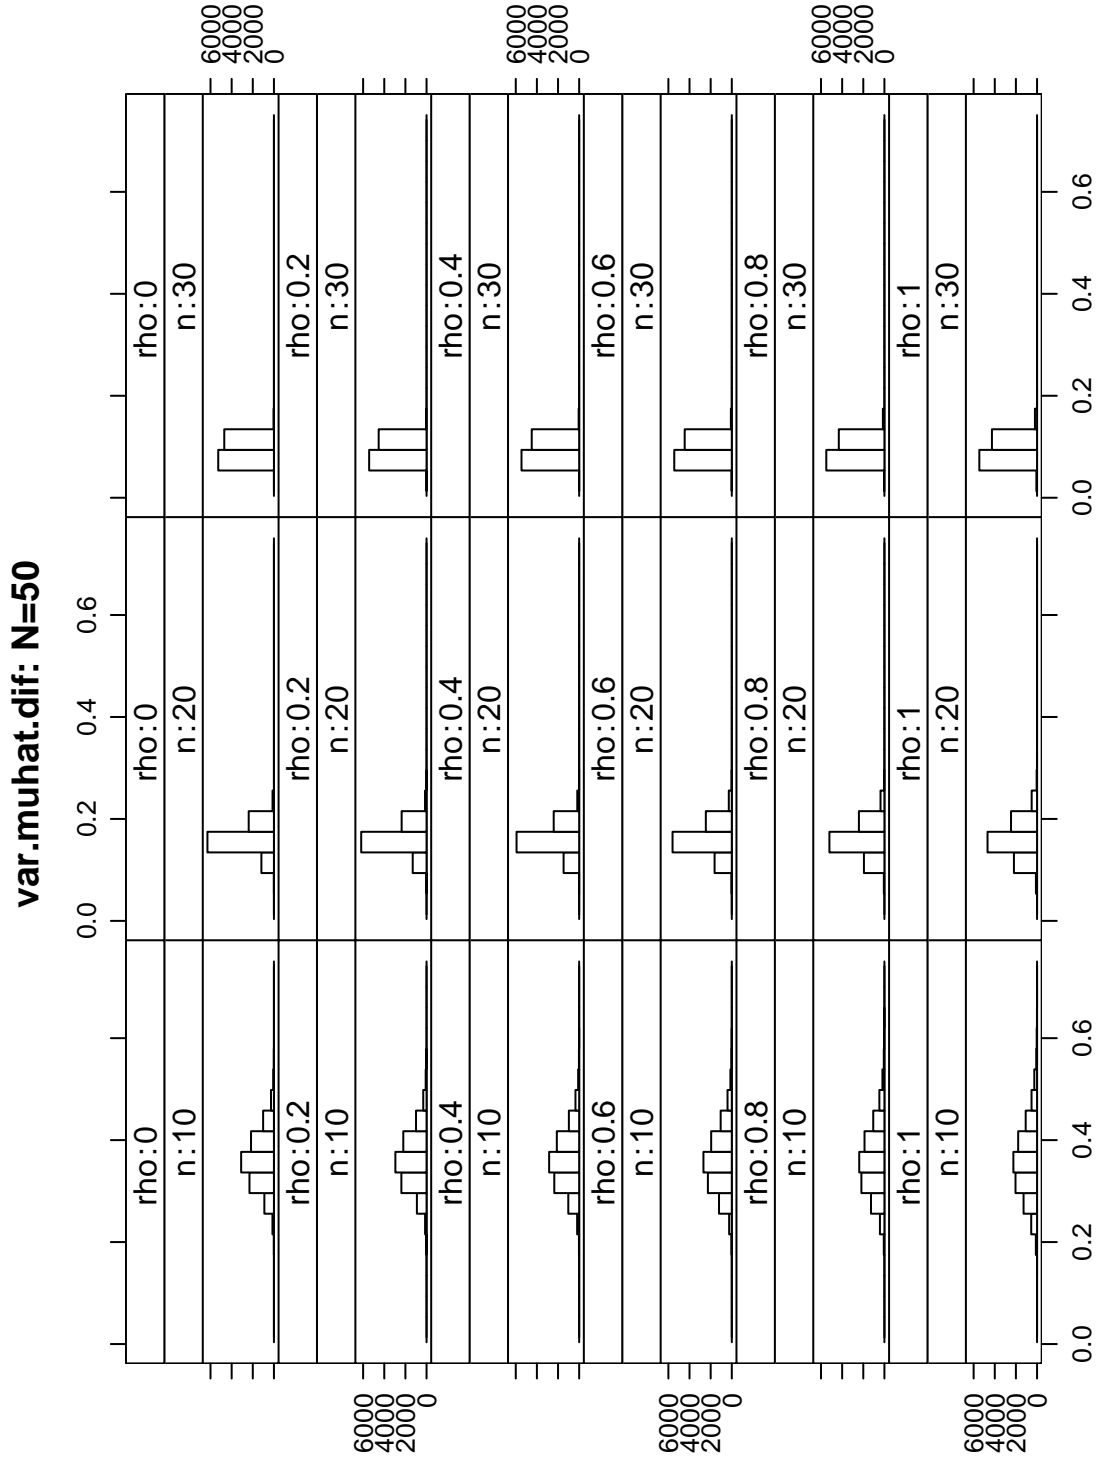 var.muhat.dif: N=50
0.0 0.2 0.4 0.6
rho:0 rho:0 rho:0
n:10 n:20 n:30
6000
4000
2000
0
rho:0.2 rho:0.2 rho:0.2
n:10 n:20 n:30
6000
4000
2000
0
rho:0.4 rho:0.4 rho:0.4
n:10 n:20 n:30
6000
4000
2000
0
rho:0.6 rho:0.6 rho:0.6
n:10 n:20 n:30
6000
4000
2000
0
rho:0.8 rho:0.8 rho:0.8
n:10 n:20 n:30
6000
4000
2000
0
rho:1 rho:1 rho:1
n:10 n:20 n:30
6000
4000
2000
0
0.0 0.2 0.4 0.6 0.0 0.2 0.4 0.6